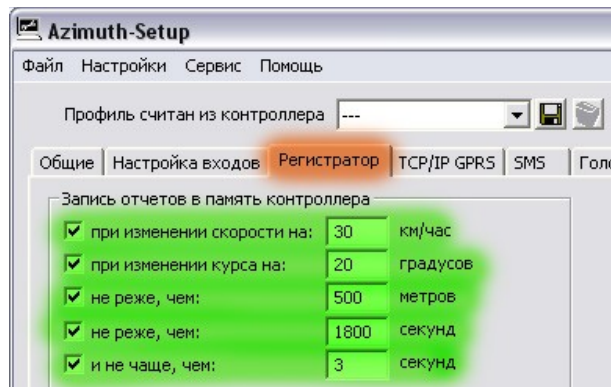 Azimuth-Setup
Файл Настройки Сервис Помощь
Профиль считан из контроллера ---
Общие Настройка входов Регистратор TCP/IP GPRS SMS
Запись отчетов в память контроллера
при изменении скорости на: 30 км/час
при изменении курса на: 20 градусов
не реже, чем: 500 метров
не реже, чем: 1800 секунд
и не чаще, чем: 3 секунд